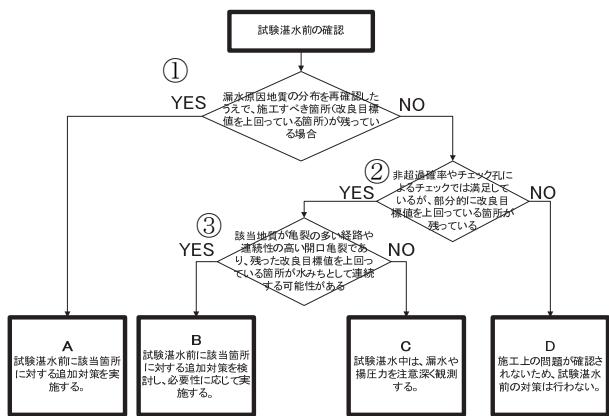 試験湛水前の確認
①
漏水原因地質の分布を再確認した
うえで、施工すべき箇所(改良目標
値を上回っている箇所)が残ってい
る場合
YES
NO
②
非超過確率やチェック孔に
よるチェックでは満足して
いるが、部分的に改良目
標値を上回っている箇所が
残っている
YES
NO
③
該当地質が亀裂の多い経路や
連続性の高い開口亀裂であ
り、残った改良目標値を上回っ
ている箇所が水みちとして連続
する可能性がある
YES
NO
A
試験湛水前に該当箇所
に対する追加対策を実
施する。
B
試験湛水前に該当箇所
に対する追加対策を検
討し、必要性に応じて実
施する。
C
試験湛水中は、漏水や
揚圧力を注意深く観測
する。
D
施工上の問題が確認さ
れないため、試験湛水
前の対策は行わない。